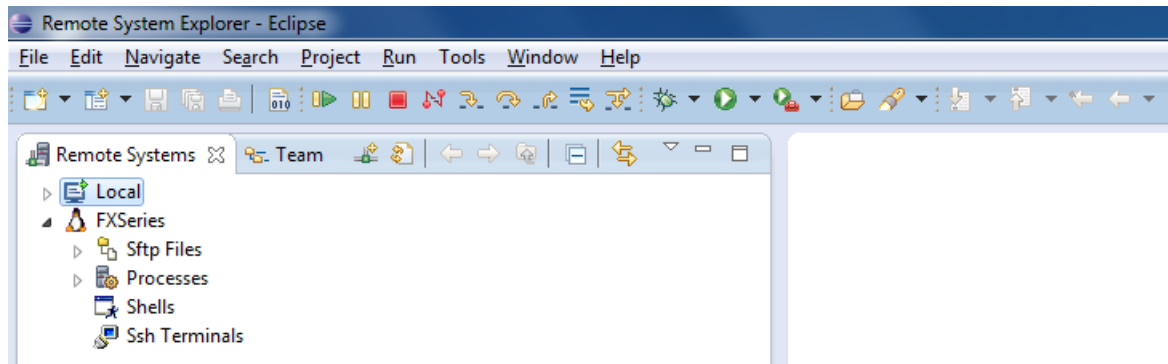 Remote System Explorer - Eclipse
File Edit Navigate Search Project Run Tools Window Help
010
Remote Systems Team
Local
FXSeries
Sftp Files
Processes
Shells
Ssh Terminals